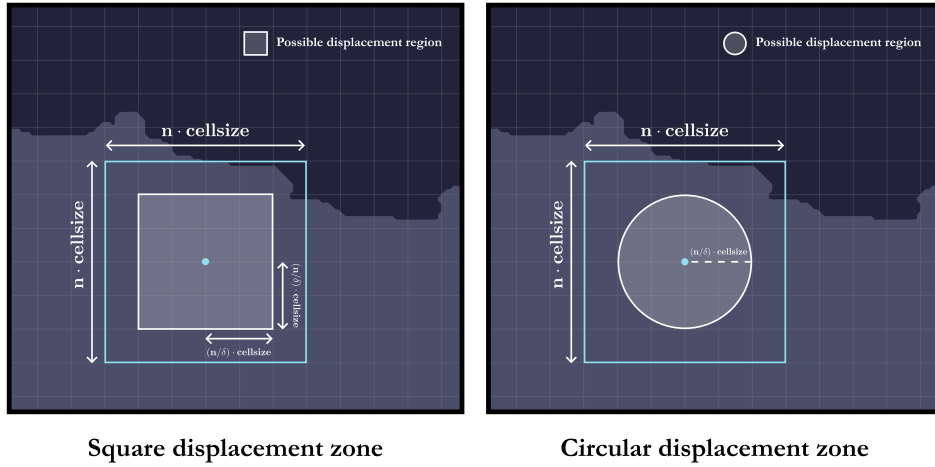 Possible displacement region
n · cellsize
n · cellsize
(n/δ) · cellsize
(n/δ) · cellsize
Square displacement zone
Possible displacement region
n · cellsize
n · cellsize
(n/δ) · cellsize
Circular displacement zone